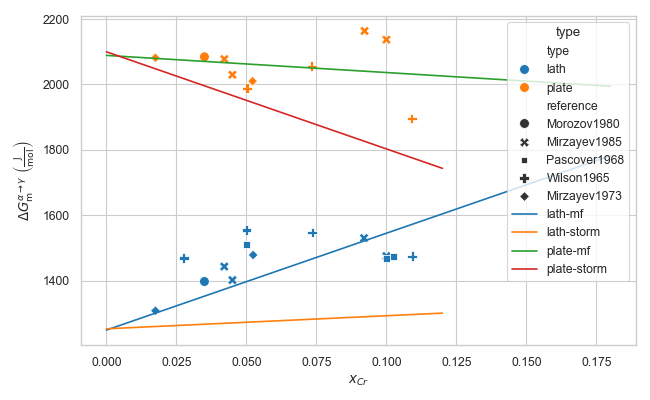 2200
2000
1800
1600
1400
ΔG_m^{α→γ} (J/mol)
0.000 0.025 0.050 0.075 0.100 0.125 0.150 0.175
x_{Cr}
type
type
lath
plate
reference
Morozov1980
Mirzayev1985
Pascover1968
Wilson1965
Mirzayev1973
lath-mf
lath-storm
plate-mf
plate-storm